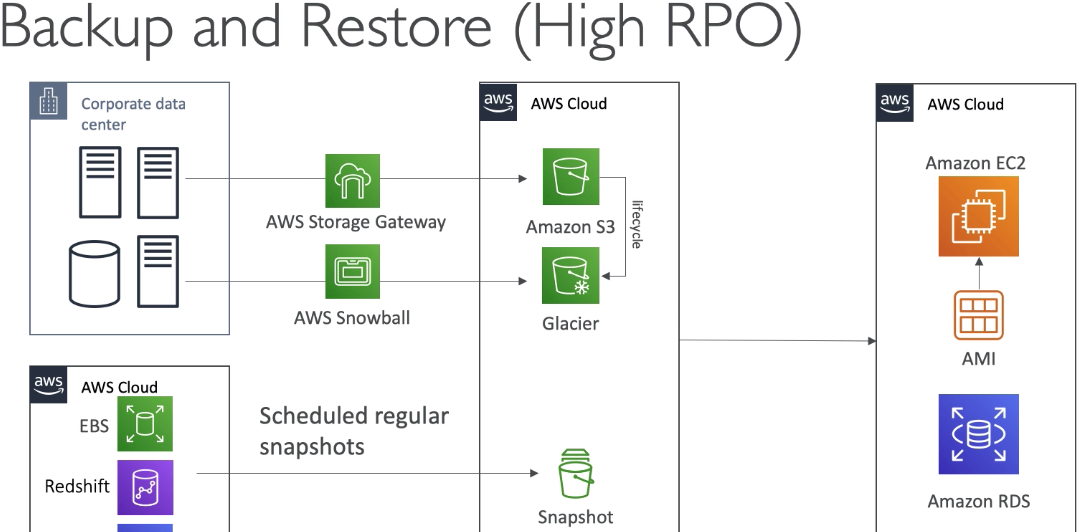 Backup and Restore (High RPO)
Corporate data
center
AWS Storage Gateway
AWS Snowball
aws
AWS Cloud
Amazon S3
lifecycle
Glacier
aws
AWS Cloud
Amazon EC2
AMI
Amazon RDS
aws
AWS Cloud
EBS
Redshift
Scheduled regular
snapshots
Snapshot